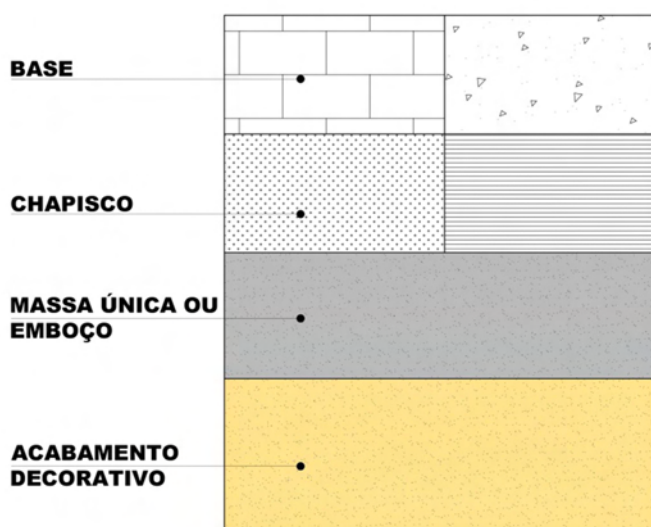 BASE
CHAPISCO
MASSA ÚNICA OU
EMBOÇO
ACABAMENTO
DECORATIVO